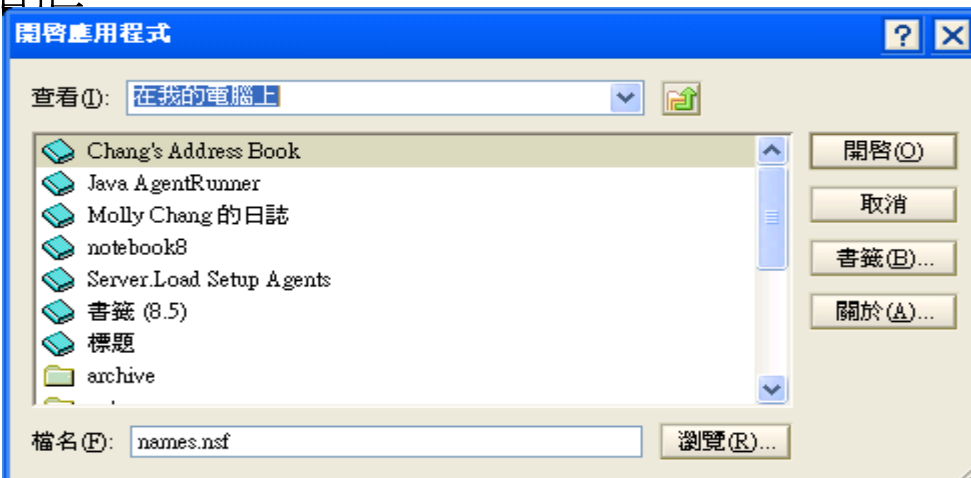 開啓應用程式
查看(I): 在我的電腦上
Chang's Address Book
開啓(O)
Java AgentRunner
Molly Chang 的日誌
取消
notebook8
書籤(B)...
Server.Load Setup Agents
書籤 (8.5)
關於(A)...
標題
archive
檔名(F): names.nsf
瀏覽(R)...